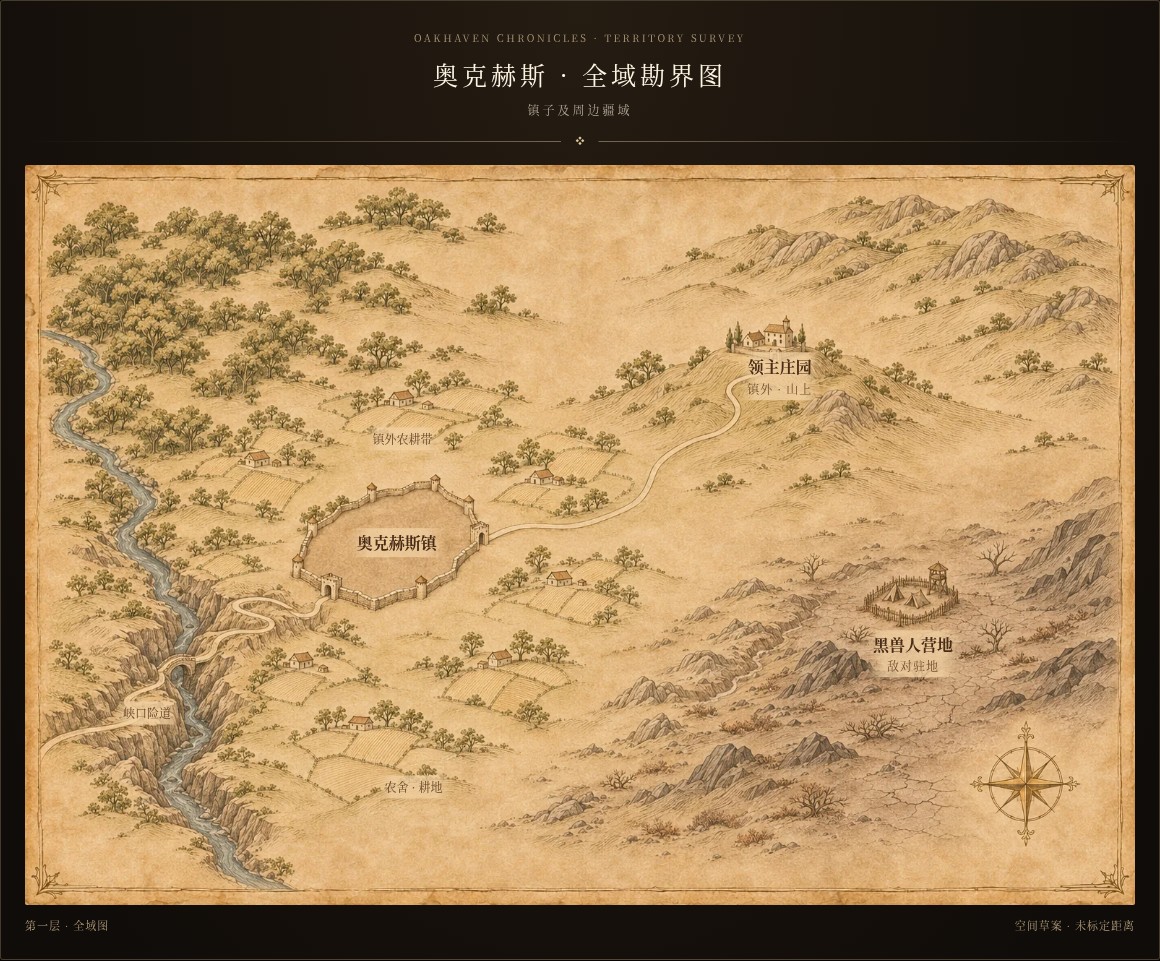 OAKHAVEN CHRONICLES · TERRITORY SURVEY
奥克赫斯 · 全域勘界图
镇子及周边疆域
领主庄园
镇外 · 山上
镇外农耕带
奥克赫斯镇
黑兽人营地
敌对驻地
峡口险道
农舍 · 耕地
第一层 · 全域图
空间草案 · 未标定距离